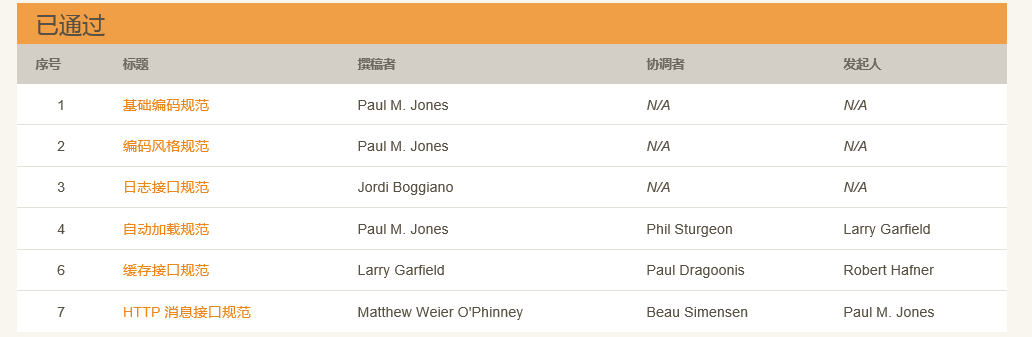 已通过
序号 标题 撰稿者 协调者 发起人
1 基础编码规范 Paul M. Jones N/A N/A
2 编码风格规范 Paul M. Jones N/A N/A
3 日志接口规范 Jordi Boggiano N/A N/A
4 自动加载规范 Paul M. Jones Phil Sturgeon Larry Garfield
6 缓存接口规范 Larry Garfield Paul Dragoonis Robert Hafner
7 HTTP 消息接口规范 Matthew Weier O'Phinney Beau Simensen Paul M. Jones